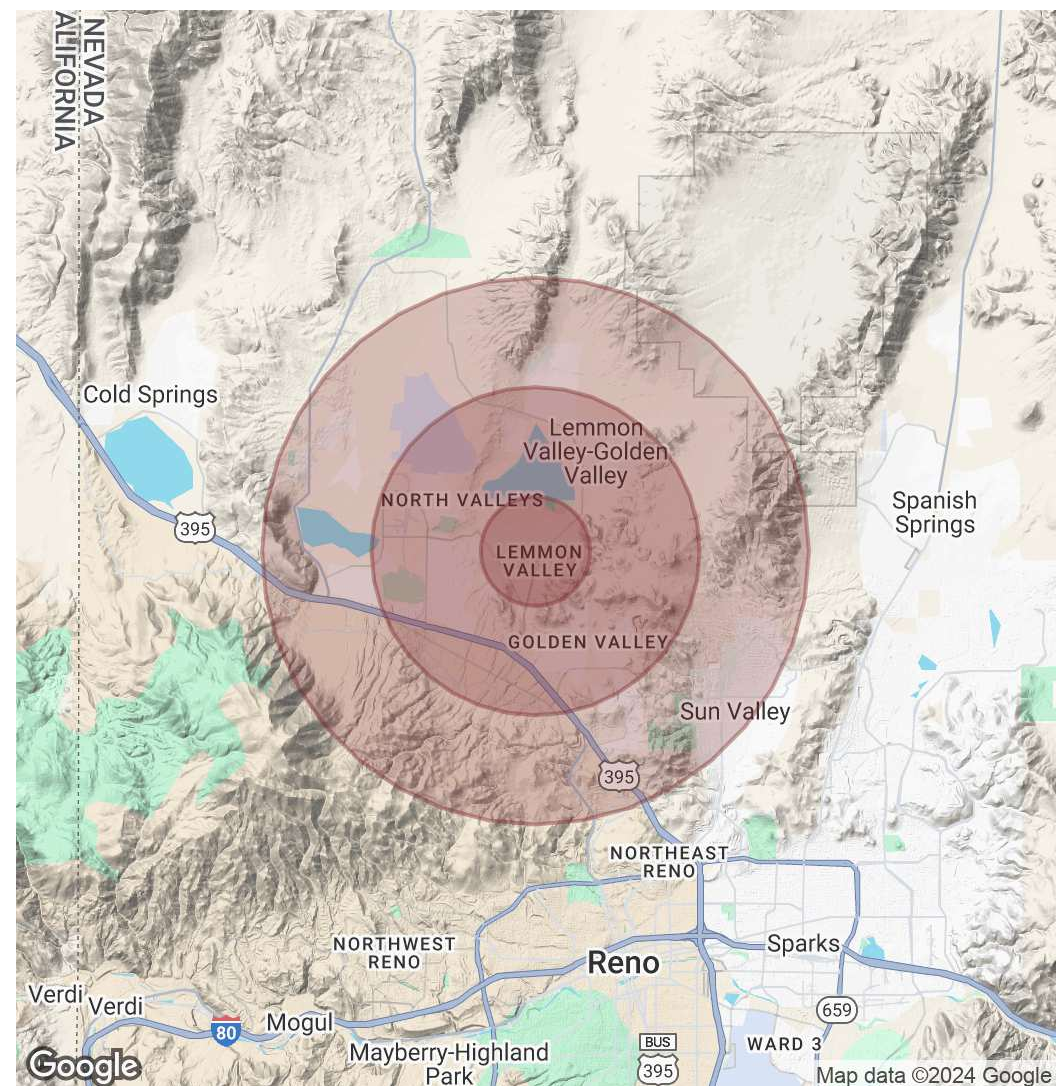 NEVADA
ALIFORNIA
Cold Springs
Lemmon
Valley-Golden
Valley
NORTH VALLEYS
Spanish
Springs
395
LEMMON
VALLEY
GOLDEN VALLEY
Sun Valley
395
NORTHEAST
RENO
NORTHWEST
RENO
Sparks
Reno
Verdi
Verdi
659
Mogul
80
WARD 3
BUS
395
Mayberry-Highland
Park
Google
Map data ©2024 Google